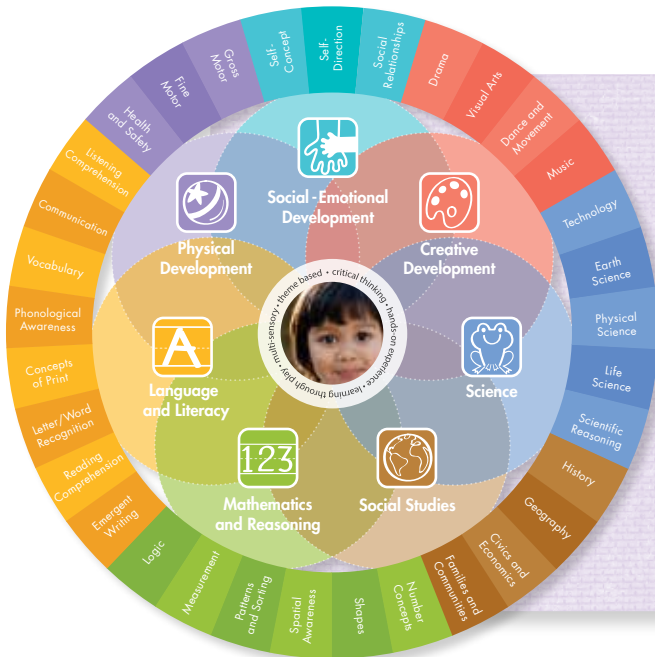 Self-
Concept
Self-
Direction
Social
Relationships
Drama
Visual Arts
Dance and
Movement
Music
Technology
Earth
Science
Physical
Science
Life
Science
Scientific
Reasoning
History
Geography
Civics and
Economics
Families and
Communities
Number
Concepts
Shapes
Spatial
Awareness
Patterns
and Sorting
Measurement
Logic
Emergent
Writing
Reading
Comprehension
Letter/Word
Recognition
Concepts
of Print
Phonological
Awareness
Vocabulary
Communication
Listening
Comprehension
Health
and Safety
Fine
Motor
Gross
Motor
Social-Emotional
Development
Creative
Development
Science
Social Studies
123
Mathematics
and Reasoning
A
Language
and Literacy
Physical
Development
theme based • critical thinking • hands-on experience • learning through play • multi-sensory •